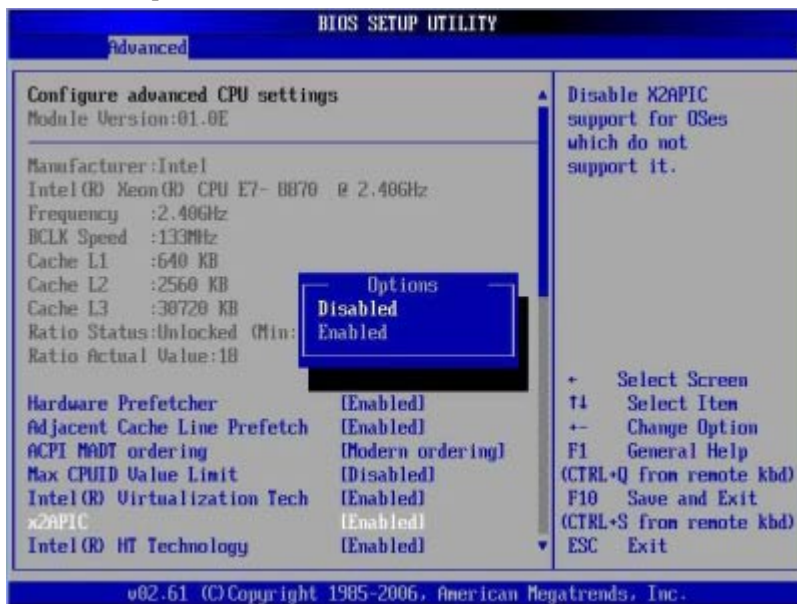 BIOS SETUP UTILITY
Advanced
Configure advanced CPU settings
Module Version:01.0E
Manufacturer:Intel
Intel(R) Xeon(R) CPU E7- 8870 @ 2.40GHz
Frequency :2.40GHz
BCLK Speed :133MHz
Cache L1 :640 KB
Cache L2 :2560 KB
Cache L3 :30720 KB
Ratio Status:Unlocked (Min:
Ratio Actual Value:18
Options
Disabled
Enabled
Hardware Prefetcher [Enabled]
Adjacent Cache Line Prefetch [Enabled]
ACPI MADT ordering [Modern ordering]
Max CPUID Value Limit [Disabled]
Intel(R) Virtualization Tech [Enabled]
x2APIC [Enabled]
Intel(R) HT Technology [Enabled]
Disable X2APIC
support for OSes
which do not
support it.
← Select Screen
↑↓ Select Item
+- Change Option
F1 General Help
(CTRL+Q from remote kbd)
F10 Save and Exit
(CTRL+S from remote kbd)
ESC Exit
v02.61 (C)Copyright 1985-2006, American Megatrends, Inc.